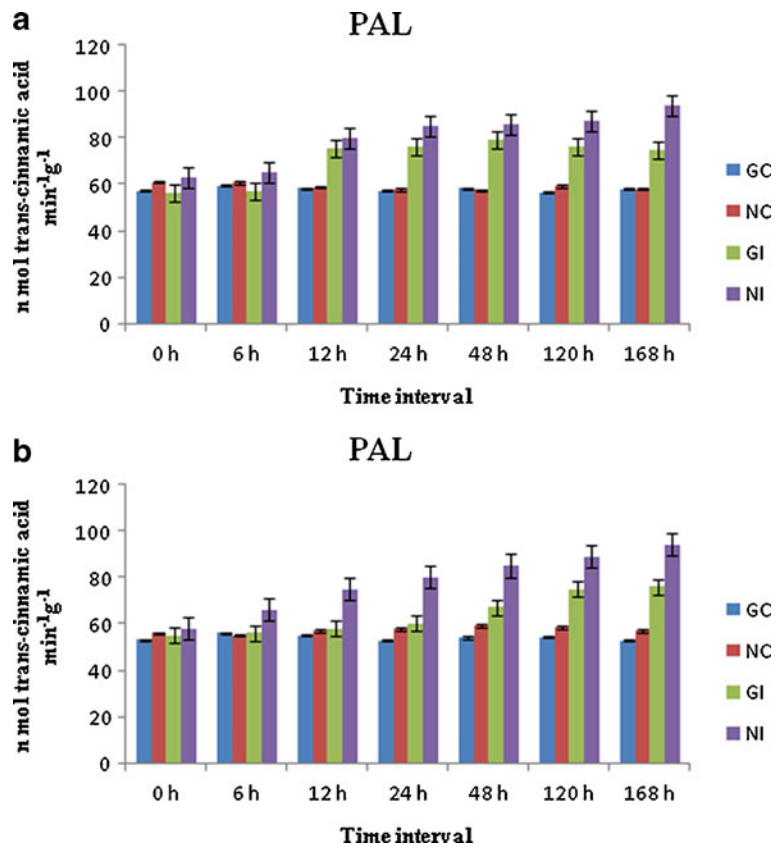 a
PAL
120
100
80
60
40
20
0
n mol trans-cinnamic acid
min-1g-1
0 h 6 h 12 h 24 h 48 h 120 h 168 h
Time interval
GC
NC
GI
NI
b
PAL
120
100
80
60
40
20
0
n mol trans-cinnamic acid
min-1g-1
0 h 6 h 12 h 24 h 48 h 120 h 168 h
Time interval
GC
NC
GI
NI